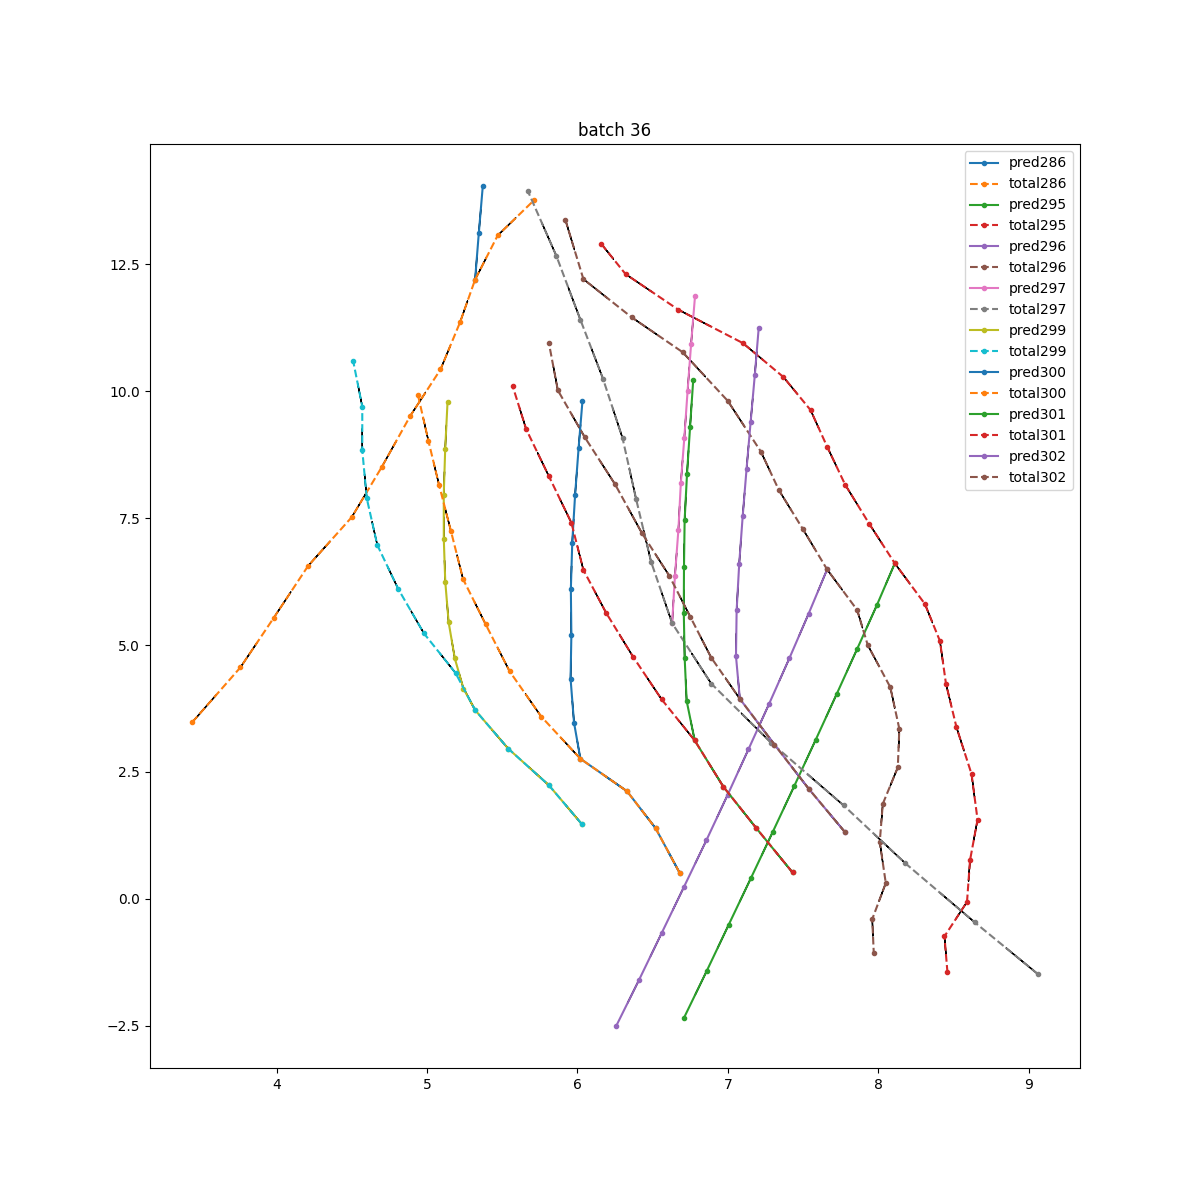 batch 36
pred286
total286
pred295
total295
pred296
total296
pred297
total297
pred299
total299
pred300
total300
pred301
total301
pred302
total302
12.5
10.0
7.5
5.0
2.5
0.0
−2.5
4 5 6 7 8 9